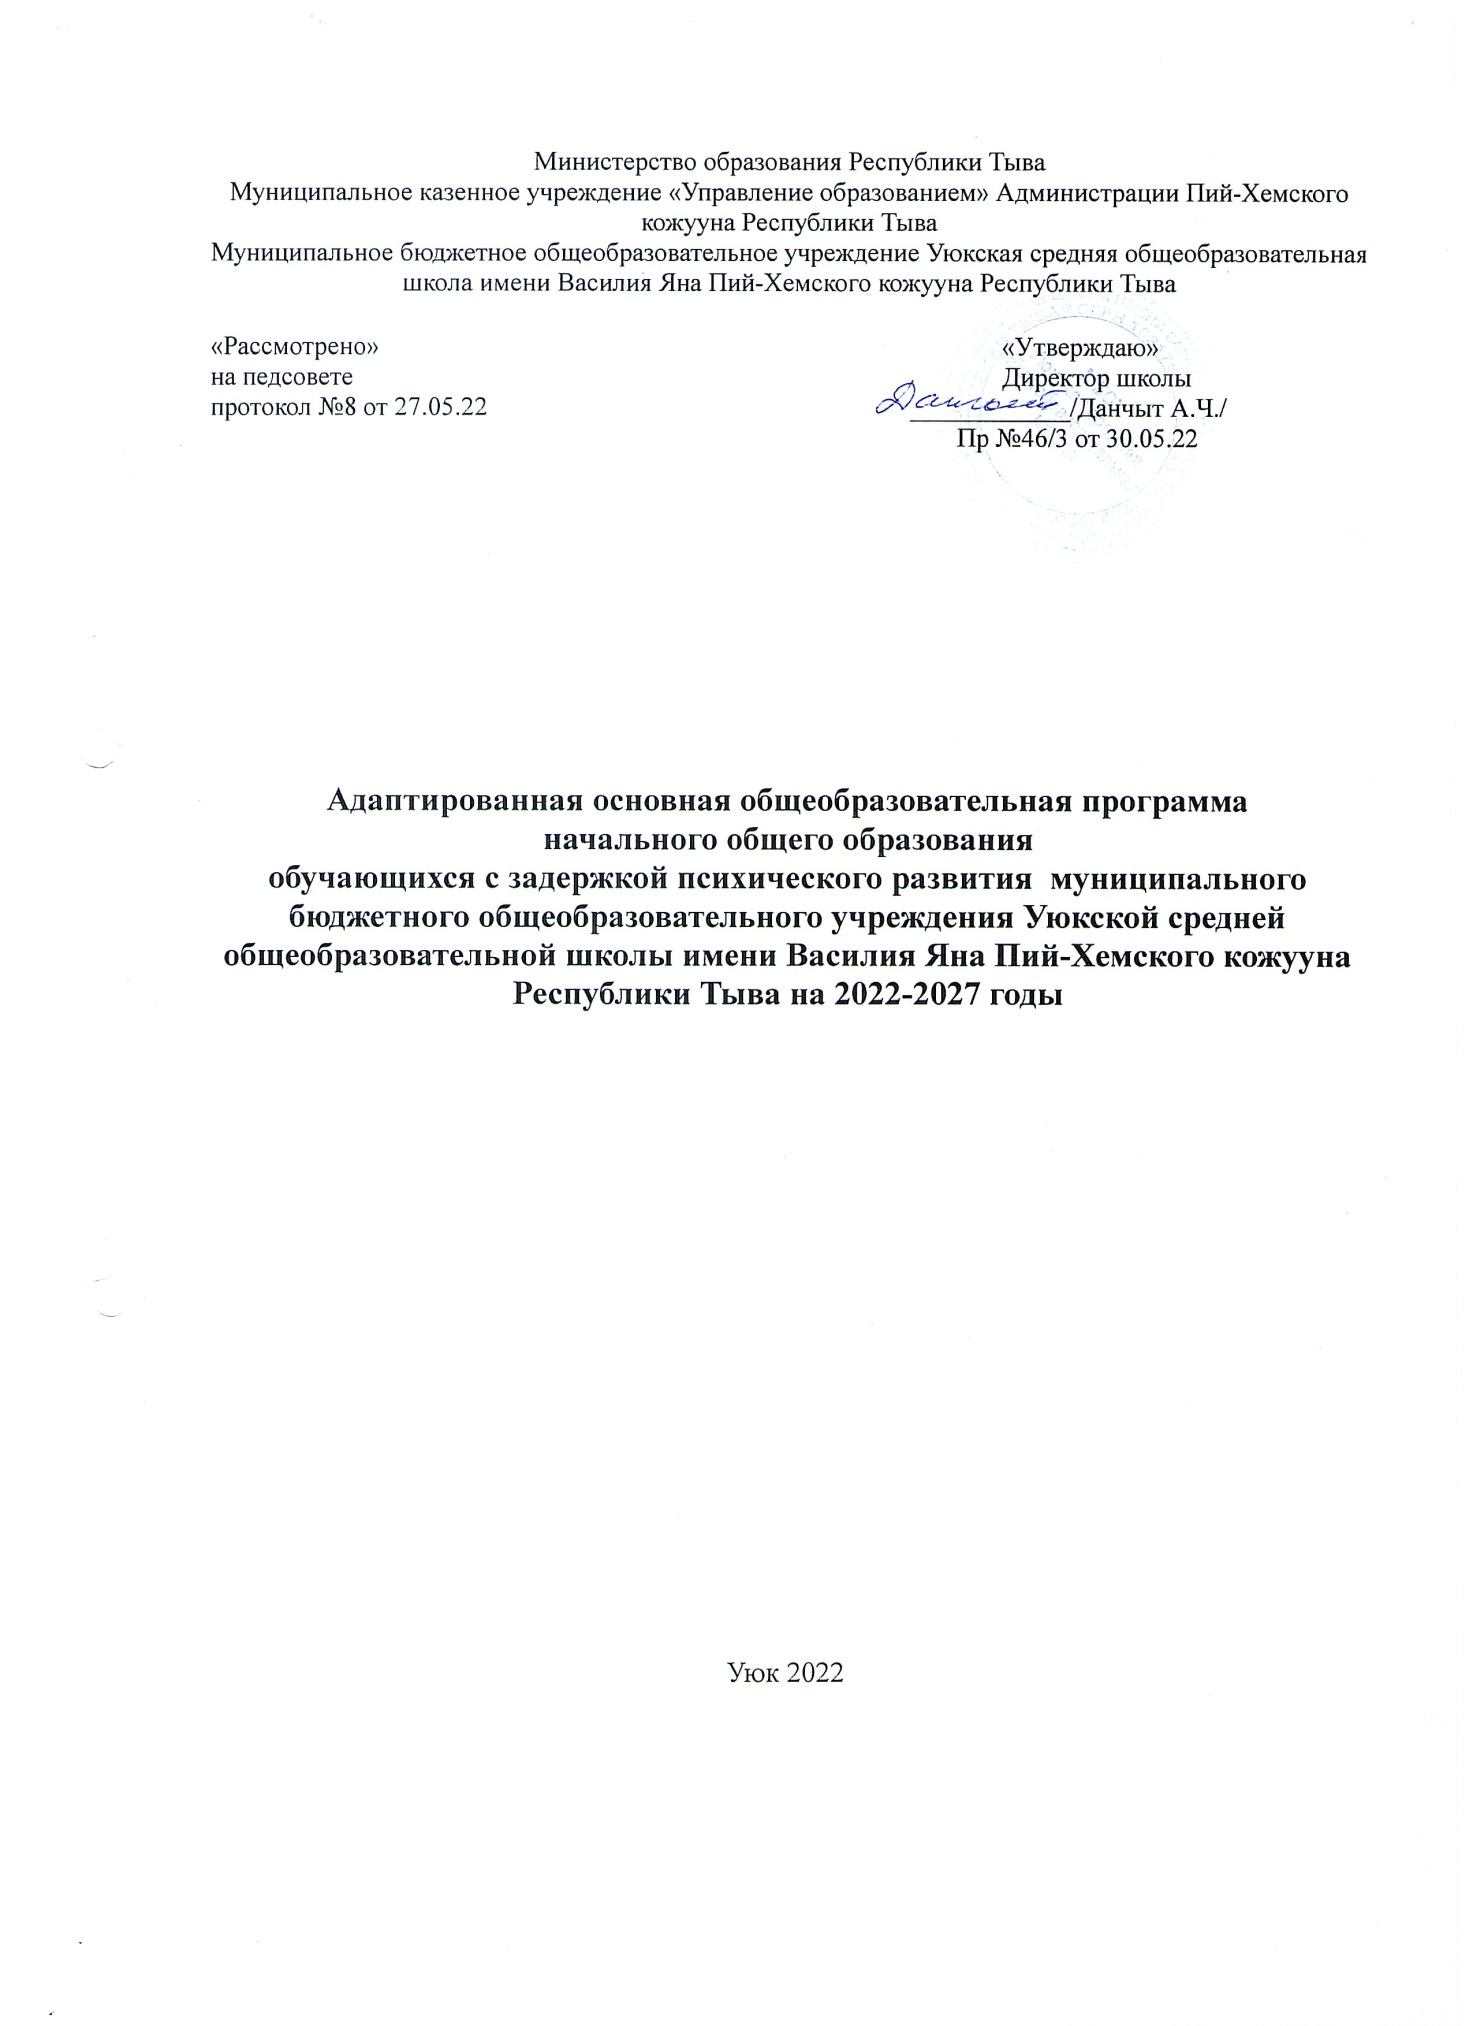 Министерство образования Республики Тыва
Муниципальное казенное учреждение «Управление образованием» Администрации Пий-Хемского
кожууна Республики Тыва
Муниципальное бюджетное общеобразовательное учреждение Уюкская средняя общеобразовательная
школа имени Василия Яна Пий-Хемского кожууна Республики Тыва
«Рассмотрено»
на педсовете
протокол №8 от 27.05.22
«Утверждаю»
Директор школы
/Данчыт А.Ч./
Пр №46/3 от 30.05.22
Адаптированная основная общеобразовательная программа
начального общего образования
обучающихся с задержкой психического развития муниципального
бюджетного общеобразовательного учреждения Уюкской средней
общеобразовательной школы имени Василия Яна Пий-Хемского кожууна
Республики Тыва на 2022-2027 годы
Уюк 2022